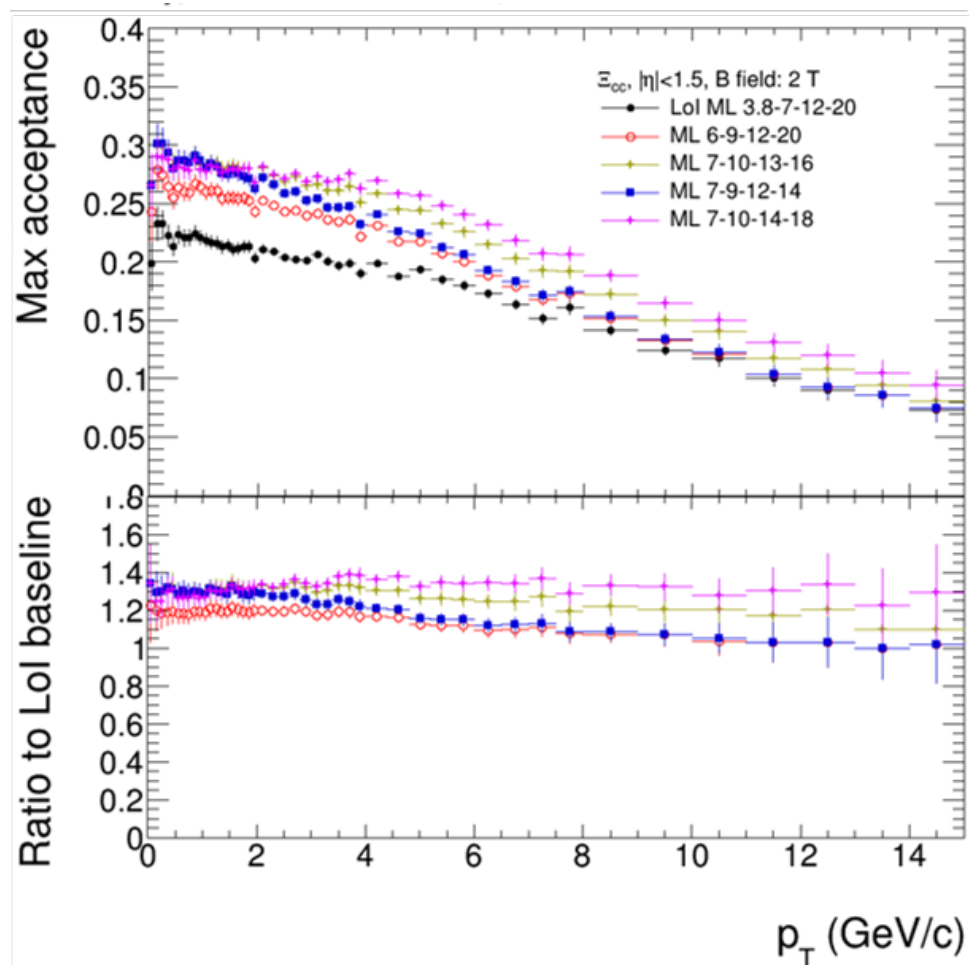 Max acceptance
0.4
0.35
0.3
0.25
0.2
0.15
0.1
0.05
Ξcc, |η|<1.5, B field: 2 T
LoI ML 3.8-7-12-20
ML 6-9-12-20
ML 7-10-13-16
ML 7-9-12-14
ML 7-10-14-18
Ratio to LoI baseline
1.8
1.6
1.4
1.2
1
0.8
0.6
0.4
0.2
0
0 2 4 6 8 10 12 14
pT (GeV/c)